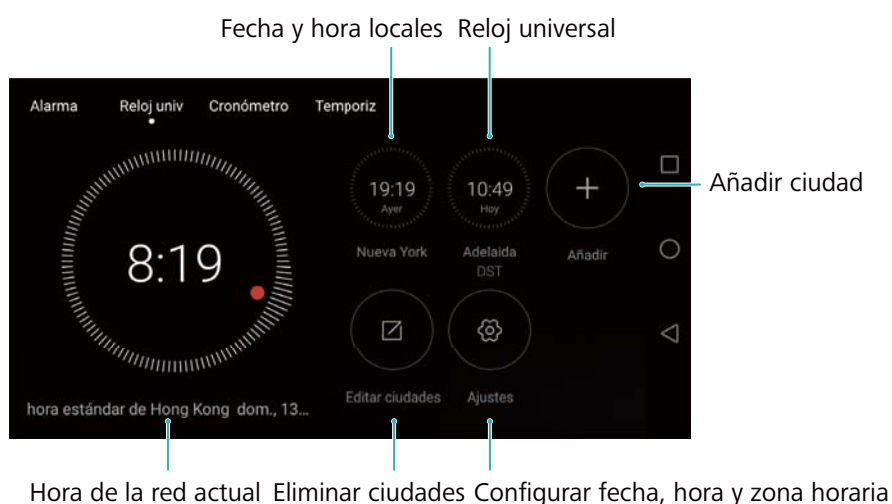 Fecha y hora locales Reloj universal
Alarma Reloj univ Cronómetro Temporiz
Añadir ciudad
19:19 10:49
Ayer Hoy
8:19
Nueva York Adelaida Añadir
DST
Editar ciudades Ajustes
hora estándar de Hong Kong dom., 13...
Hora de la red actual Eliminar ciudades Configurar fecha, hora y zona horaria